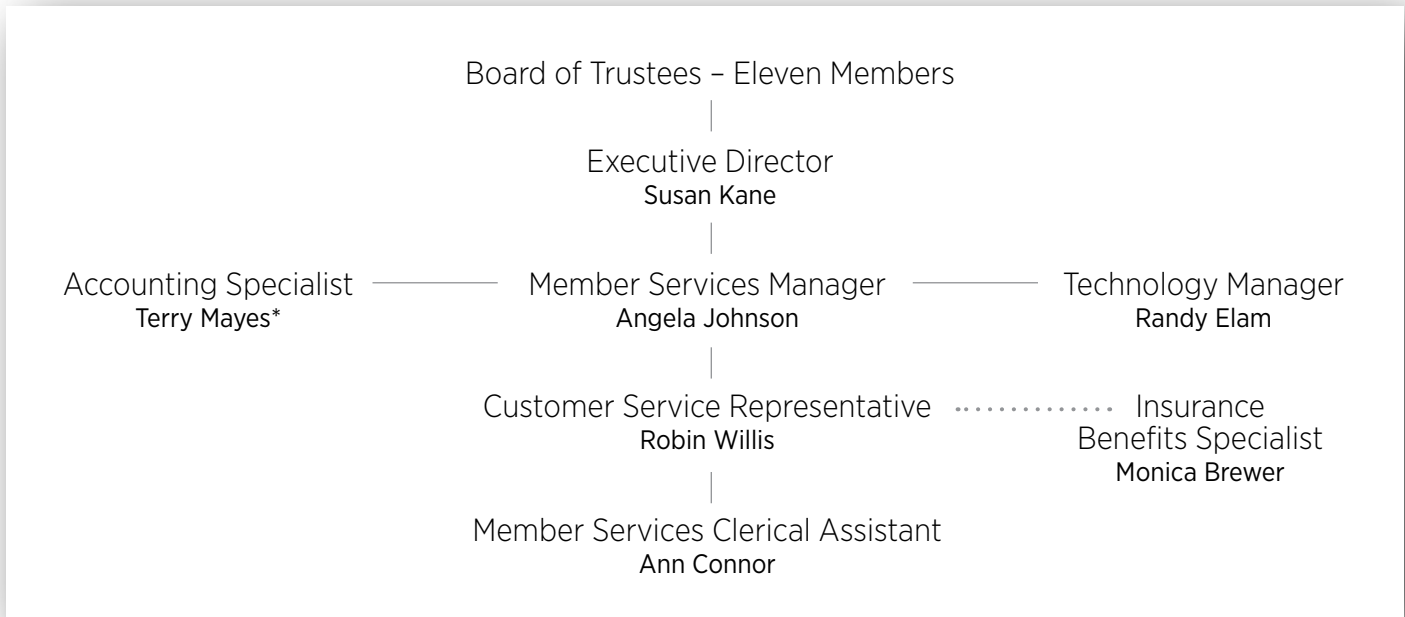 Board of Trustees – Eleven Members
Executive Director
Susan Kane
Accounting Specialist
Terry Mayes*
Member Services Manager
Angela Johnson
Technology Manager
Randy Elam
Customer Service Representative
Robin Willis
Insurance
Benefits Specialist
Monica Brewer
Member Services Clerical Assistant
Ann Connor